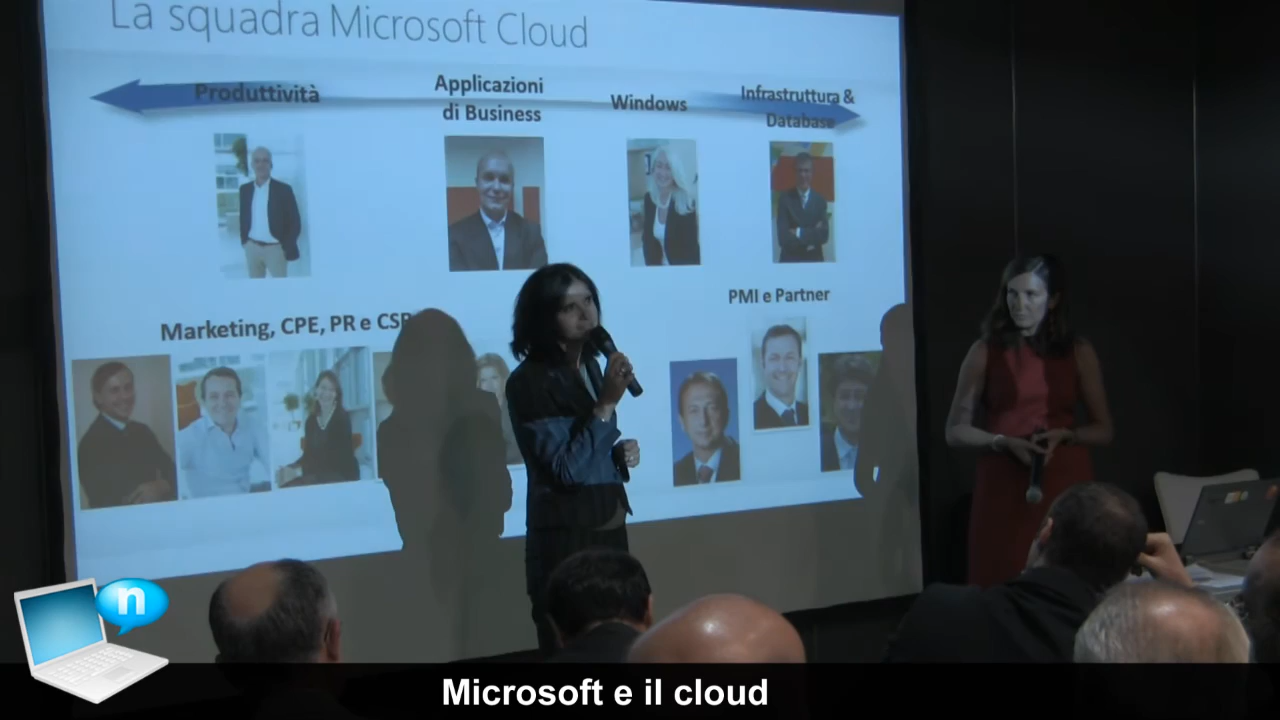 La squadra Microsoft Cloud
Produttività
Applicazioni
di Business
Windows
Infrastruttura &
Database
Marketing, CPE, PR e CSR
PMI e Partner
n
Microsoft e il cloud